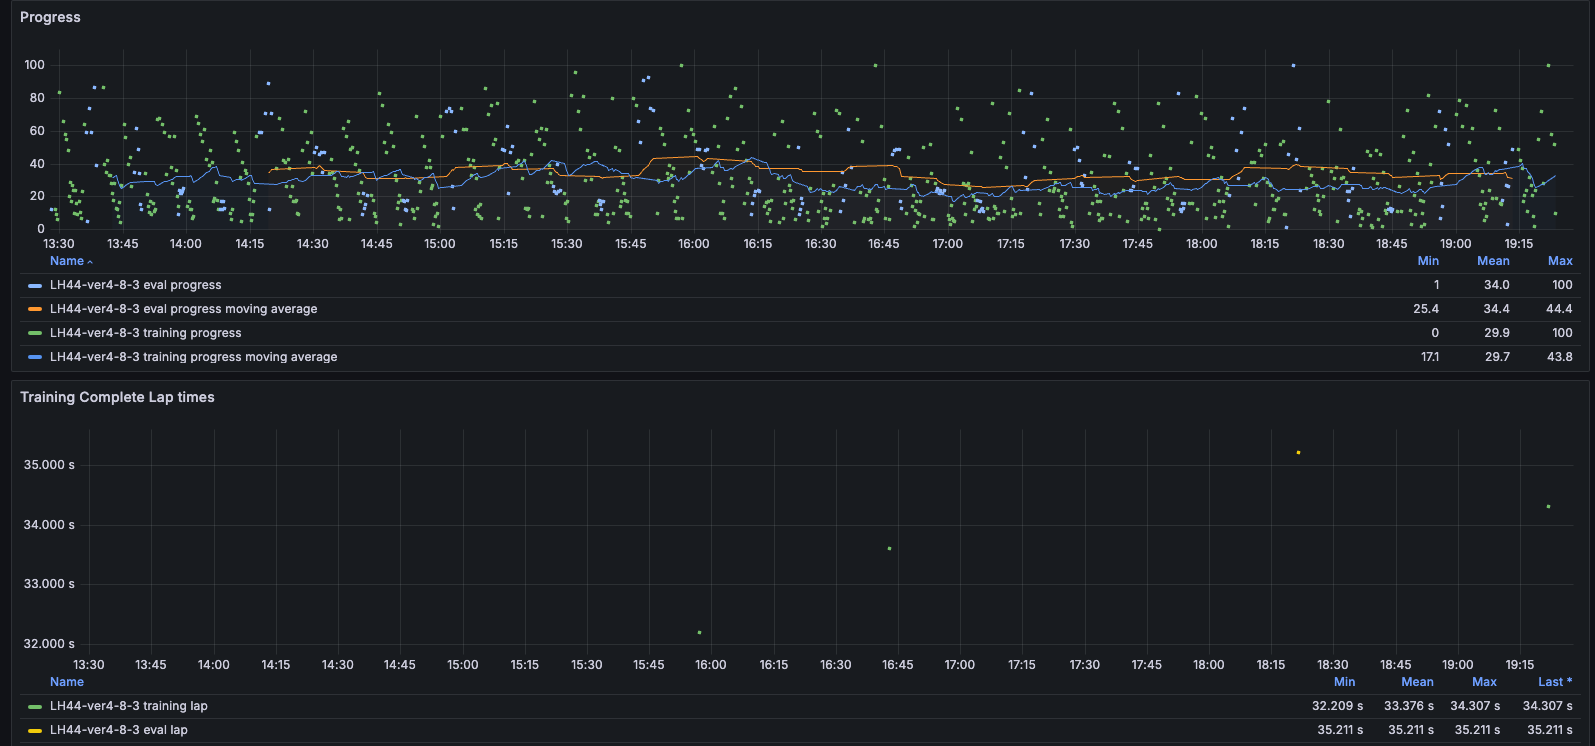 Progress
100
80
60
40
20
0
13:30 13:45 14:00 14:15 14:30 14:45 15:00 15:15 15:30 15:45 16:00 16:15 16:30 16:45 17:00 17:15 17:30 17:45 18:00 18:15 18:30 18:45 19:00 19:15
Name Min Mean Max
LH44-ver4-8-3 eval progress 1 34.0 100
LH44-ver4-8-3 eval progress moving average 25.4 34.4 44.4
LH44-ver4-8-3 training progress 0 29.9 100
LH44-ver4-8-3 training progress moving average 17.1 29.7 43.8
Training Complete Lap times
35.000 s
34.000 s
33.000 s
32.000 s
13:30 13:45 14:00 14:15 14:30 14:45 15:00 15:15 15:30 15:45 16:00 16:15 16:30 16:45 17:00 17:15 17:30 17:45 18:00 18:15 18:30 18:45 19:00 19:15
Name Min Mean Max Last *
LH44-ver4-8-3 training lap 32.209 s 33.376 s 34.307 s 34.307 s
LH44-ver4-8-3 eval lap 35.211 s 35.211 s 35.211 s 35.211 s